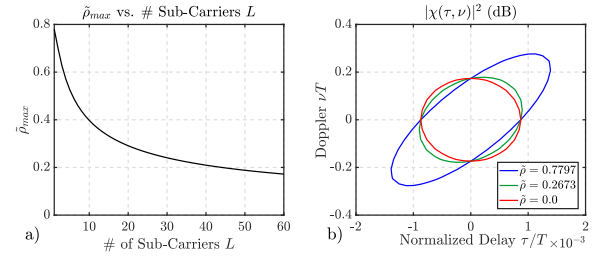 ρ̃max vs. # Sub-Carriers L
0.8
0.6
0.4
0.2
0
10 20 30 40 50 60
ρ̃max
# of Sub-Carriers L
a)
|χ(τ, ν)|² (dB)
0.4
0.2
0
-0.2
-0.4
-2 -1 0 1 2
Doppler νT
Normalized Delay τ/T ×10⁻³
ρ̃ = 0.7797
ρ̃ = 0.2673
ρ̃ = 0.0
b)